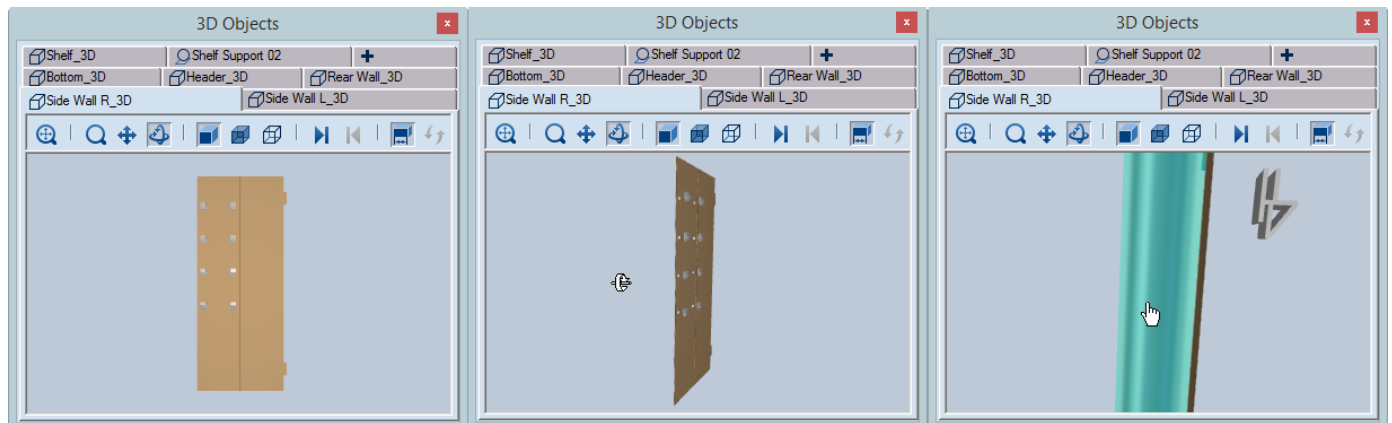 3D Objects
Shelf_3D Shelf Support 02
Bottom_3D Header_3D Rear Wall_3D
Side Wall R_3D Side Wall L_3D
3D Objects
Shelf_3D Shelf Support 02
Bottom_3D Header_3D Rear Wall_3D
Side Wall R_3D Side Wall L_3D
3D Objects
Shelf_3D Shelf Support 02
Bottom_3D Header_3D Rear Wall_3D
Side Wall R_3D Side Wall L_3D